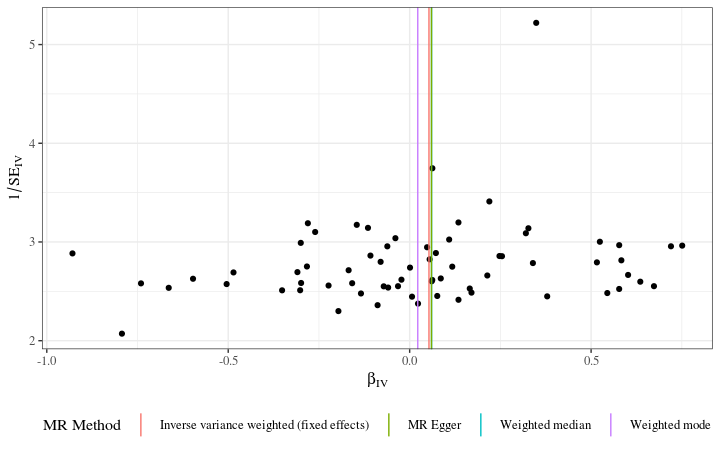 5
4
3
2
1/SE_IV
-1.0 -0.5 0.0 0.5
β_IV
MR Method Inverse variance weighted (fixed effects) MR Egger Weighted median Weighted mode